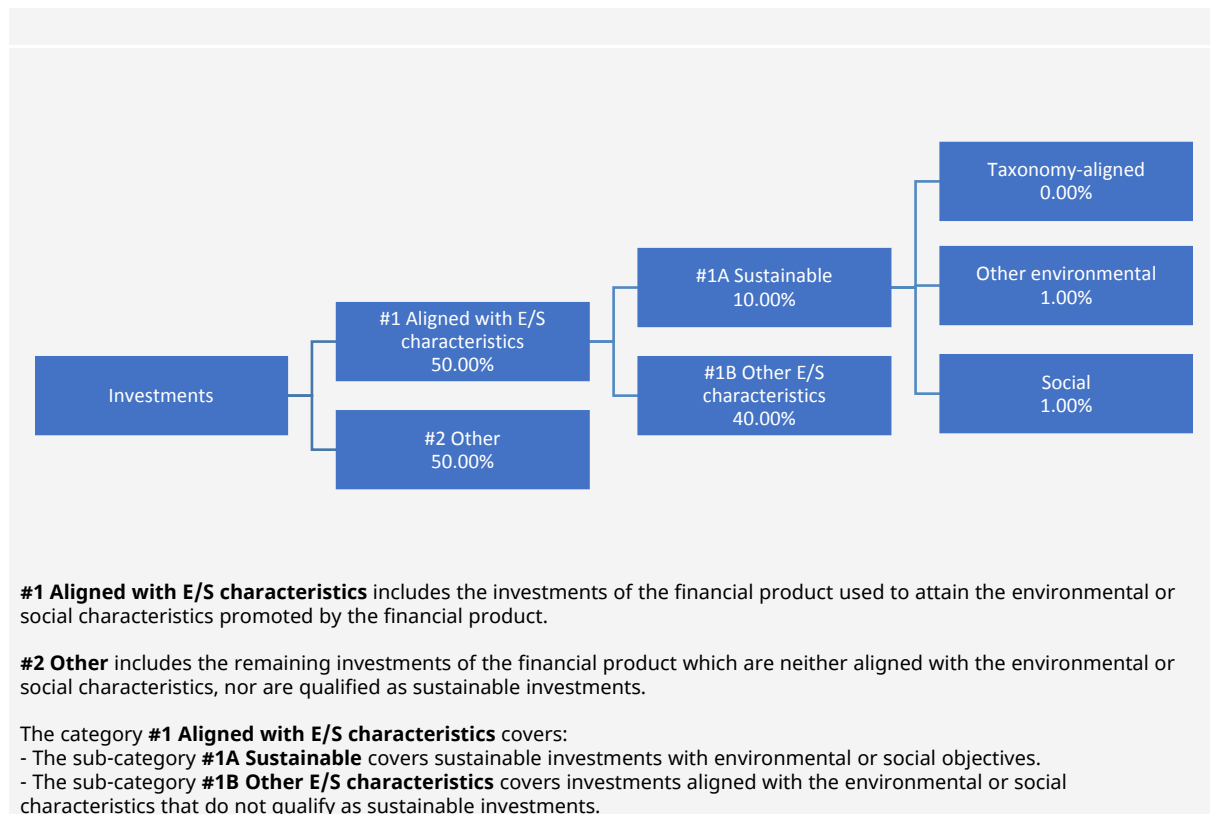 Taxonomy-aligned
0.00%
#1A Sustainable
10.00%
Other environmental
1.00%
#1 Aligned with E/S
characteristics
50.00%
Investments
#1B Other E/S
characteristics
40.00%
Social
1.00%
#2 Other
50.00%
#1 Aligned with E/S characteristics includes the investments of the financial product used to attain the environmental or
social characteristics promoted by the financial product.
#2 Other includes the remaining investments of the financial product which are neither aligned with the environmental or
social characteristics, nor are qualified as sustainable investments.
The category #1 Aligned with E/S characteristics covers:
- The sub-category #1A Sustainable covers sustainable investments with environmental or social objectives.
- The sub-category #1B Other E/S characteristics covers investments aligned with the environmental or social
characteristics that do not qualify as sustainable investments.